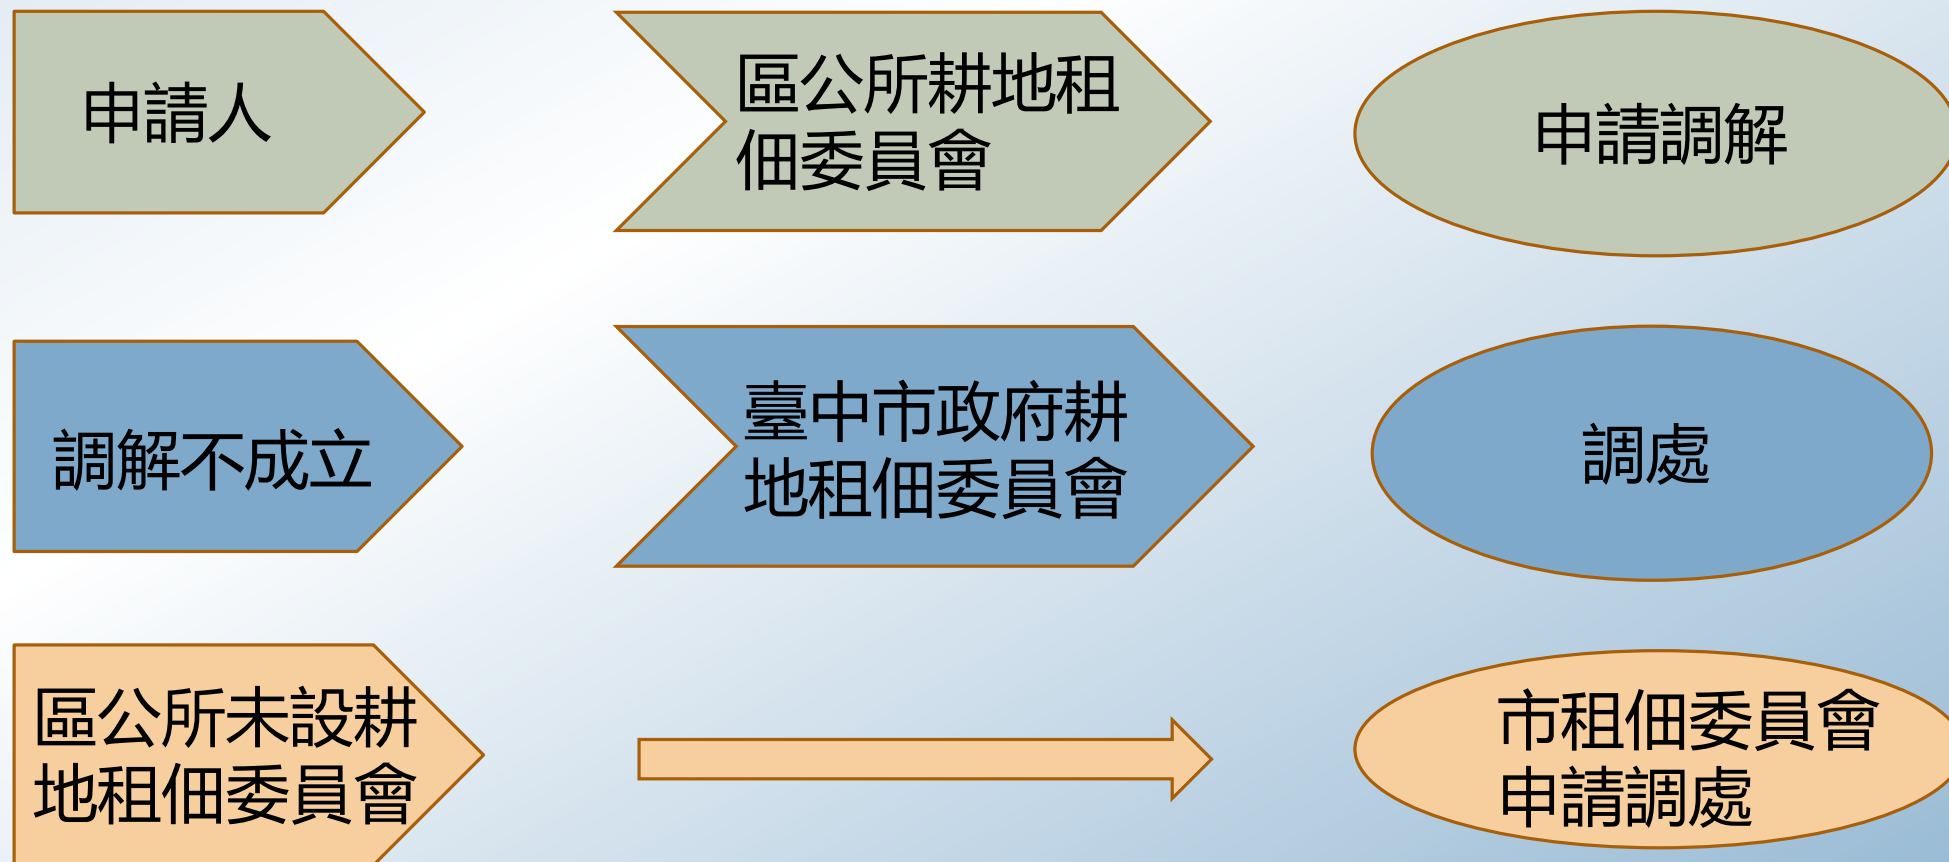 申請人
區公所耕地租
佃委員會
申請調解
調解不成立
臺中市政府耕
地租佃委員會
調處
區公所未設耕
地租佃委員會
市租佃委員會
申請調處